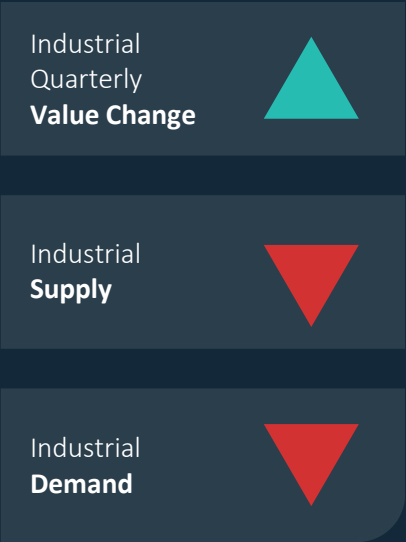 Industrial
Quarterly
Value Change
Industrial
Supply
Industrial
Demand